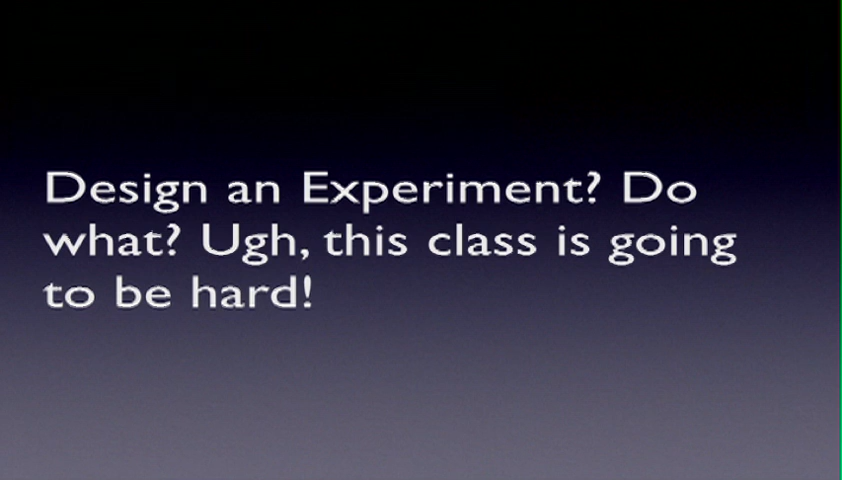 Design an Experiment? Do
what? Ugh, this class is going
to be hard!